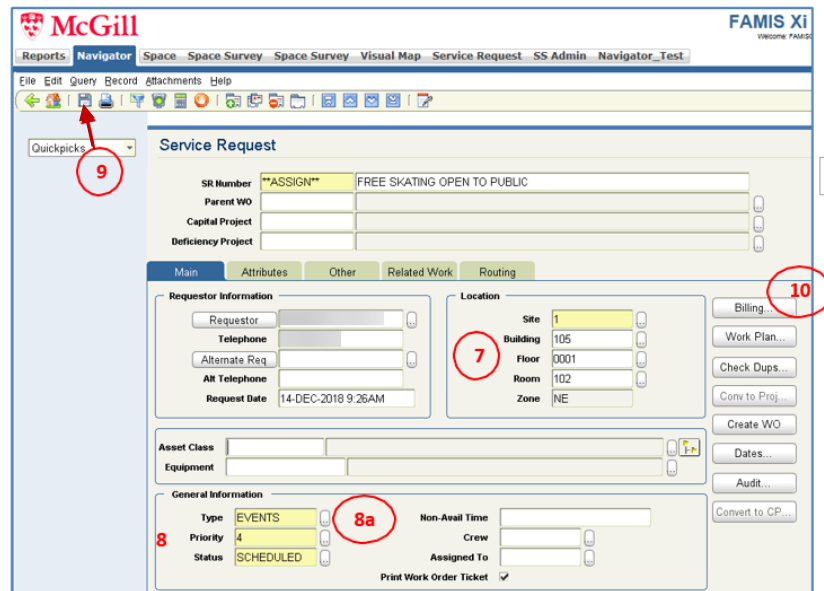 McGill
FAMIS Xi
Welcome: FAMIS
Reports Navigator Space Space Survey Space Survey Visual Map Service Request SS Admin Navigator_Test
File Edit Query Record Attachments Help
Quickpicks
9
Service Request
SR Number **ASSIGN** FREE SKATING OPEN TO PUBLIC
Parent WO
Capital Project
Deficiency Project
Main Attributes Other Related Work Routing
Requestor Information
Requestor
Telephone
Alternate Req
Alt Telephone
Request Date 14-DEC-2018 9:26AM
Location
7
Site 1
Building 105
Floor 0001
Room 102
Zone NE
10
Billing...
Work Plan...
Check Dups...
Conv to Proj...
Create WO
Dates...
Audit...
Convert to CP...
Asset Class
Equipment
General Information
8
Type EVENTS
Priority 4
Status SCHEDULED
8a
Non-Avail Time
Crew
Assigned To
Print Work Order Ticket